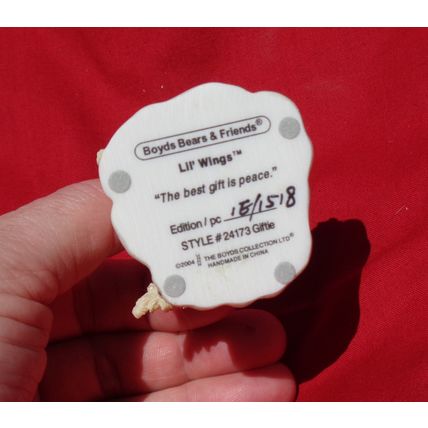 Boyds Bears & Friends®
Lil' Wings™
"The best gift is peace."
Edition / pc 1E/1518
STYLE # 24173 Giftie
©2004 THE BOYDS COLLECTION LTD®
HANDMADE IN CHINA